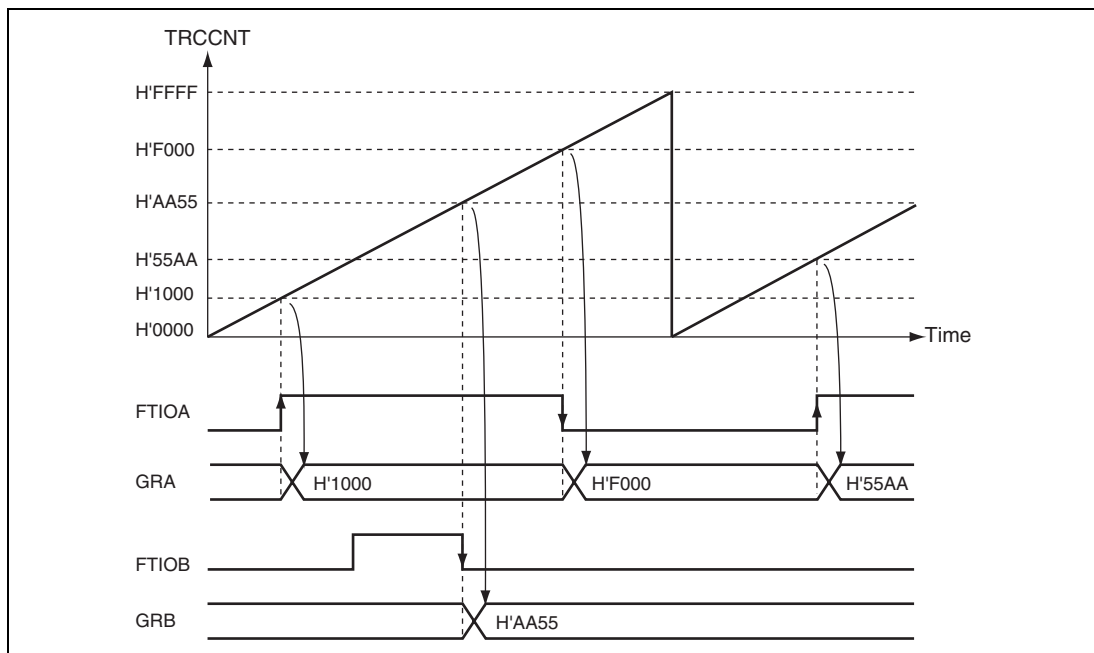 TRCCNT
H'FFFF
H'F000
H'AA55
H'55AA
H'1000
H'0000
Time
FTIOA
GRA
H'1000
H'F000
H'55AA
FTIOB
GRB
H'AA55